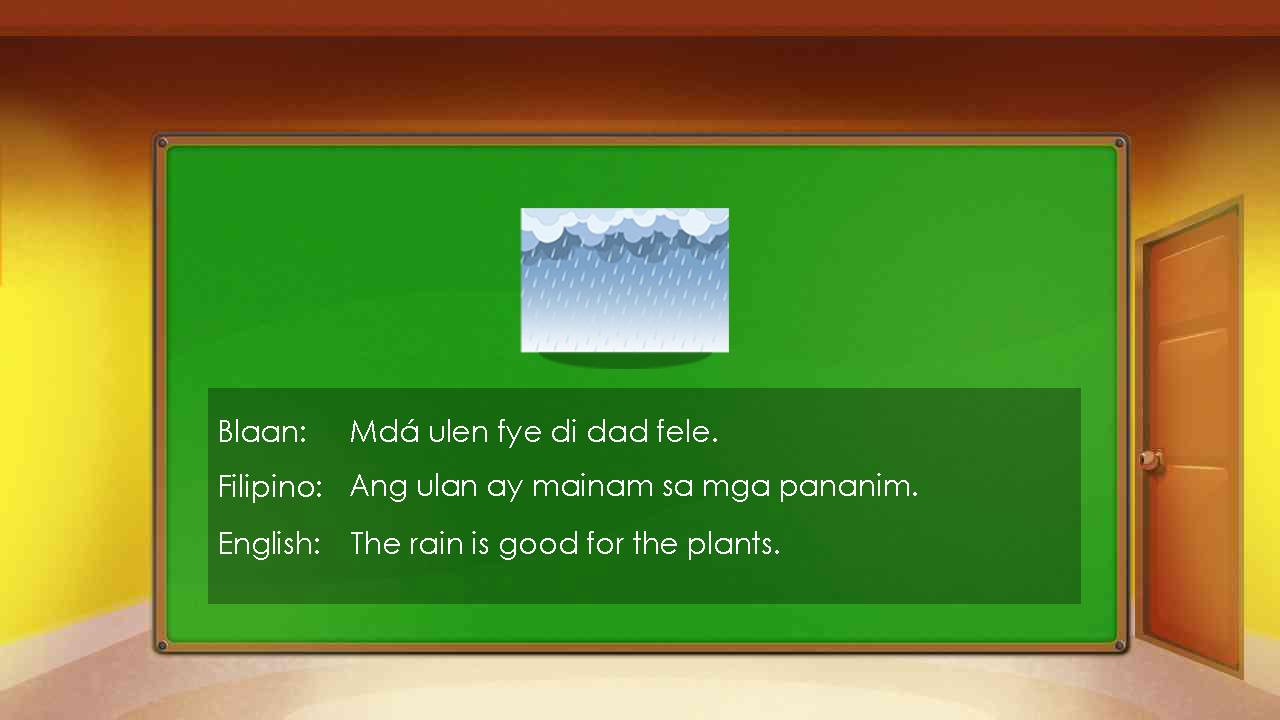 Blaan: Mdá ulen fye di dad fele.
Filipino: Ang ulan ay mainam sa mga pananim.
English: The rain is good for the plants.